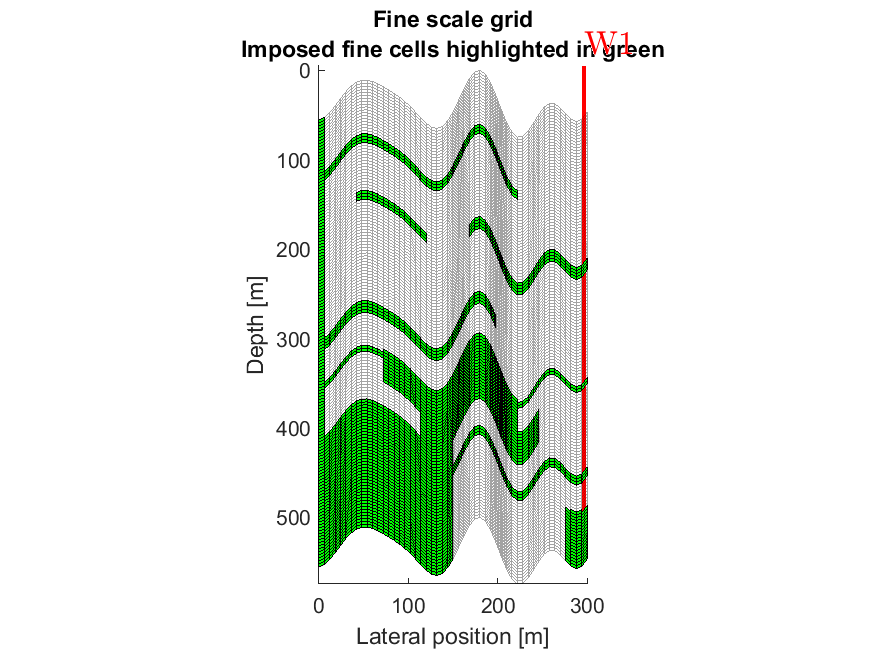 Fine scale grid
Imposed fine cells highlighted in green
W1
0
100
200
300
400
500
Depth [m]
0
100
200
300
Lateral position [m]